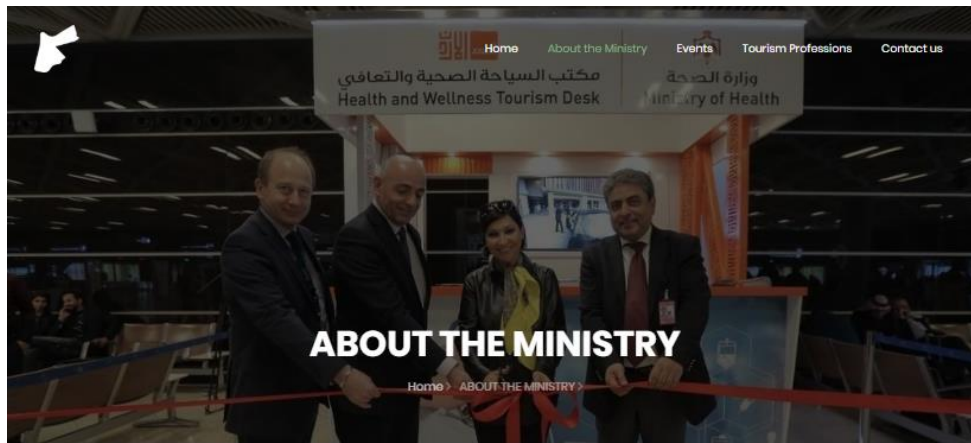 Home About the Ministry Events Tourism Professions Contact us
مكتب السياحة الصحية والتعافي
Health and Wellness Tourism Desk
وزارة الصحة
Ministry of Health
ABOUT THE MINISTRY
Home > ABOUT THE MINISTRY >